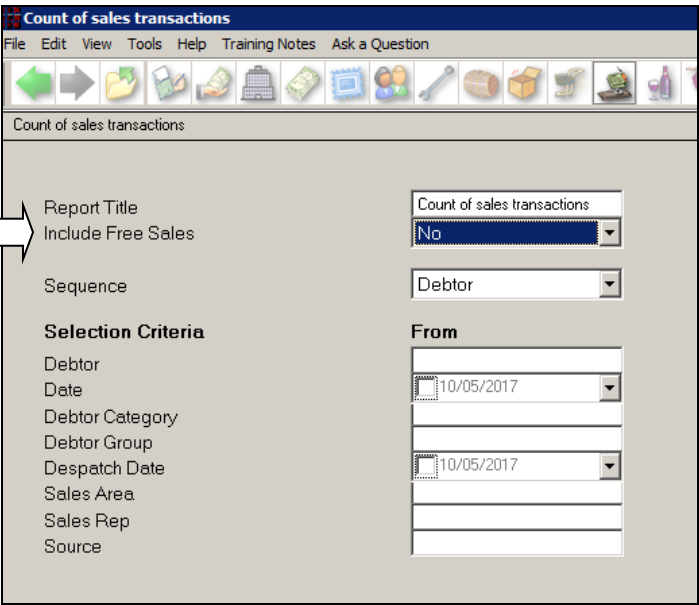 Count of sales transactions
File Edit View Tools Help Training Notes Ask a Question
Count of sales transactions
Report Title Count of sales transactions
Include Free Sales No
Sequence Debtor
Selection Criteria From
Debtor
Date 10/05/2017
Debtor Category
Debtor Group
Despatch Date 10/05/2017
Sales Area
Sales Rep
Source